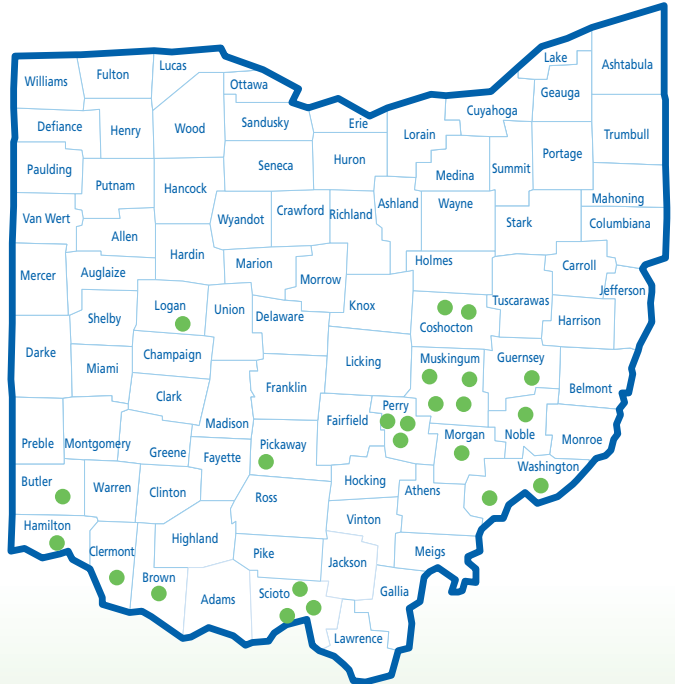 Lake
Ashtabula
Lucas
Fulton
Williams
Ottawa
Geauga
Cuyahoga
Sandusky
Erie
Defiance
Henry
Wood
Lorain
Trumbull
Portage
Huron
Seneca
Summit
Paulding
Medina
Putnam
Hancock
Mahoning
Ashland
Wayne
Crawford
Richland
Van Wert
Wyandot
Stark
Columbiana
Allen
Hardin
Holmes
Marion
Carroll
Mercer
Auglaize
Morrow
Jefferson
Tuscarawas
Logan
Union
Knox
Delaware
Shelby
Harrison
Coshocton
Darke
Champaign
Muskingum
Guernsey
Licking
Miami
Franklin
Belmont
Clark
Perry
Fairfield
Madison
Morgan
Noble
Preble
Montgomery
Pickaway
Monroe
Greene
Fayette
Washington
Butler
Warren
Clinton
Hocking
Athens
Ross
Hamilton
Vinton
Highland
Clermont
Pike
Meigs
Jackson
Brown
Gallia
Scioto
Adams
Lawrence